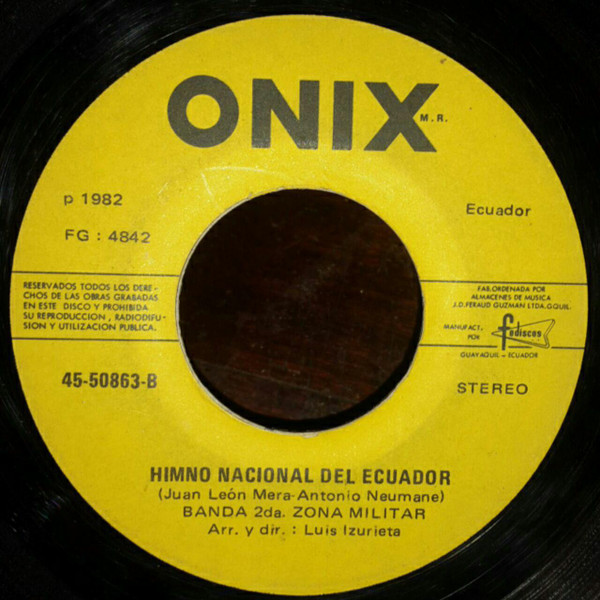 ONIX M.R.
p 1982
FG : 4842
Ecuador
RESERVADOS TODOS LOS DERE-
CHOS DE LAS OBRAS GRABADAS
EN ESTE DISCO Y PROHIBIDA
SU REPRODUCCION, RADIODIFU-
SION Y UTILIZACION PUBLICA.
FAB.ORDENADA POR
ALMACENES DE MUSICA
J.D.FERAUD GUZMAN LTDA.GQUIL.
MANUFACT.
POR
fediscos
GUAYAQUIL - ECUADOR
45-50863-B
STEREO
HIMNO NACIONAL DEL ECUADOR
(Juan León Mera-Antonio Neumane)
BANDA 2da. ZONA MILITAR
Arr. y dir. : Luis Izurieta